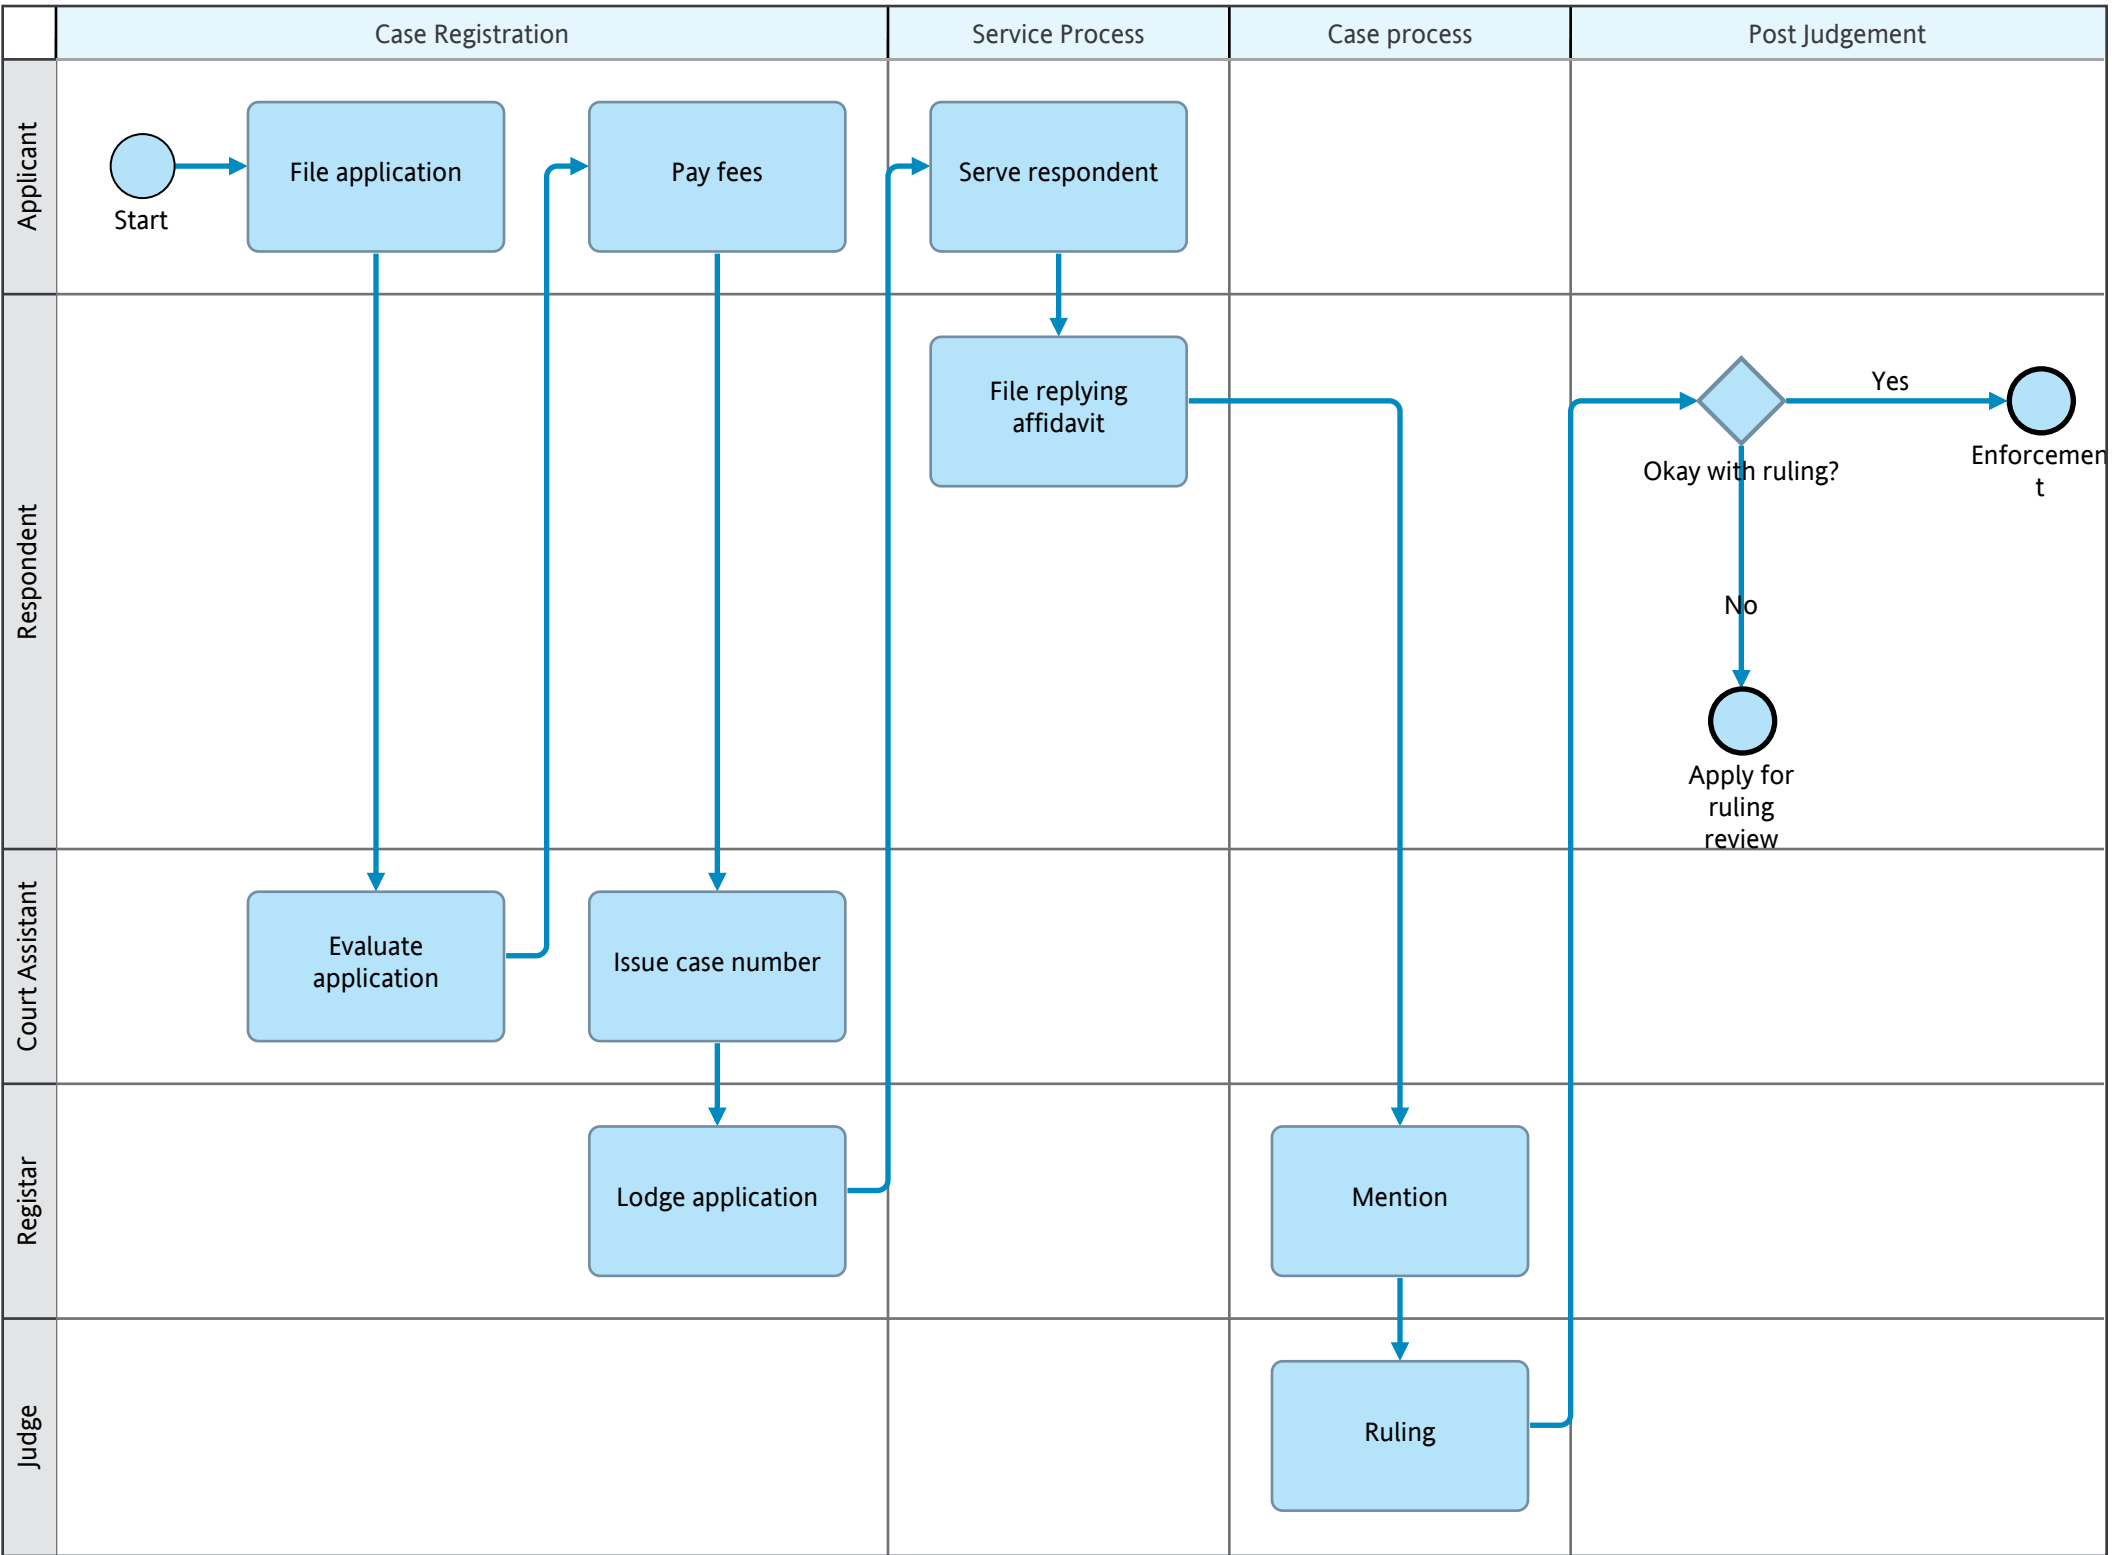 Case Registration
Service Process
Case process
Post Judgement
Applicant
Start
File application
Pay fees
Serve respondent
Respondent
File replying
affidavit
Okay with ruling?
Yes
Enforcemen
t
No
Apply for
ruling
review
Court Assistant
Evaluate
application
Issue case number
Registar
Lodge application
Mention
Judge
Ruling